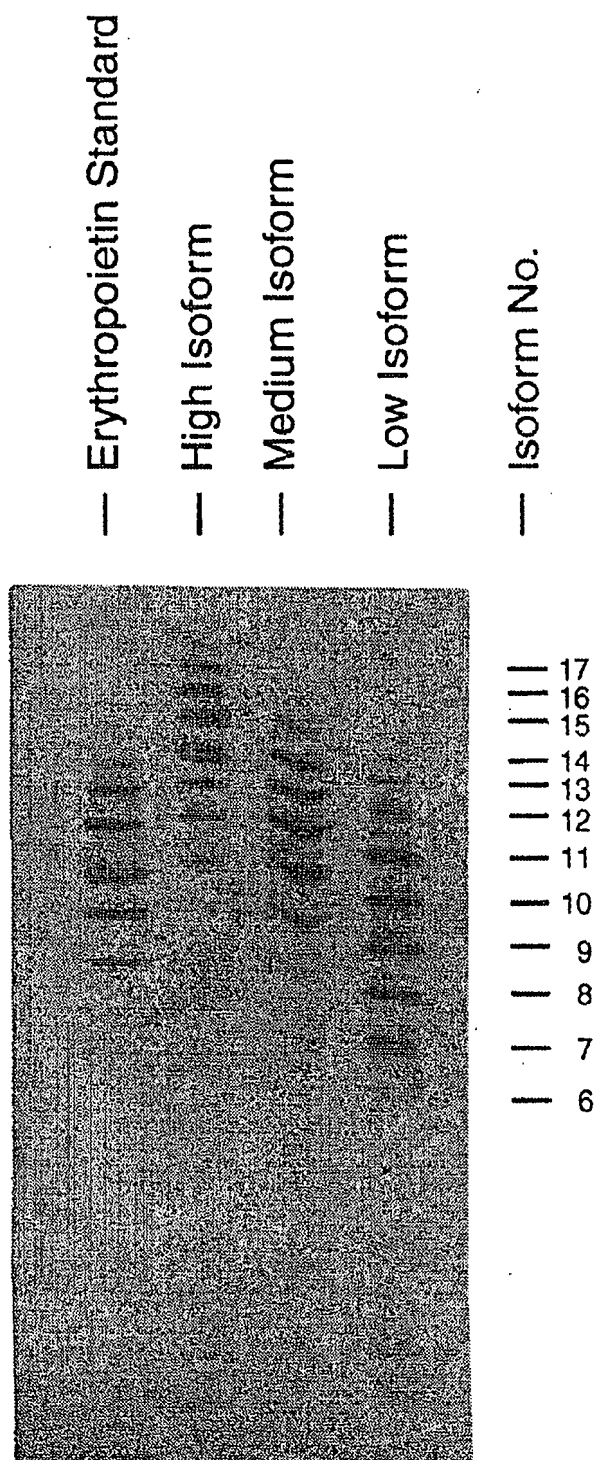 — Erythropoietin Standard
— High Isoform
— Medium Isoform
— Low Isoform
— Isoform No.
17
16
15
14
13
12
11
10
9
8
7
6